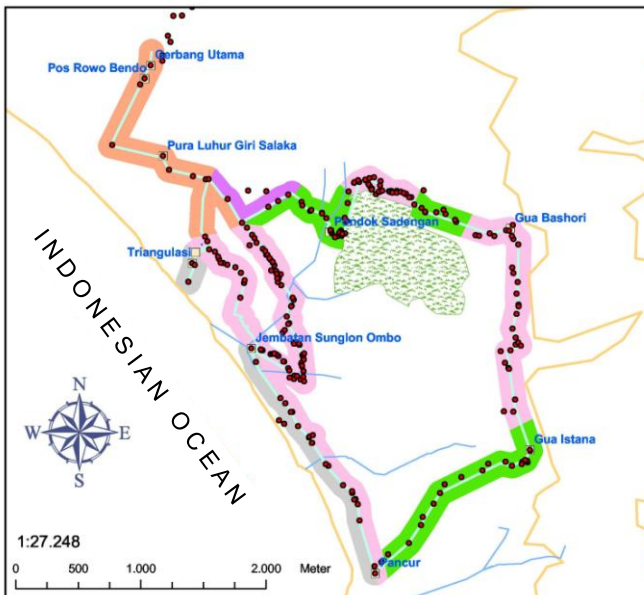 Gerbang Utama
Pos Rowo Bendo
Pura Luhur Giri Salaka
Pondok Sadengan
Gua Bashori
Triangulasi
INDONESIAN OCEAN
Jembatan Sunglon Ombo
N
W E
S
Gua Istana
1:27.248
Pancur
0 500 1.000 2.000 Meter